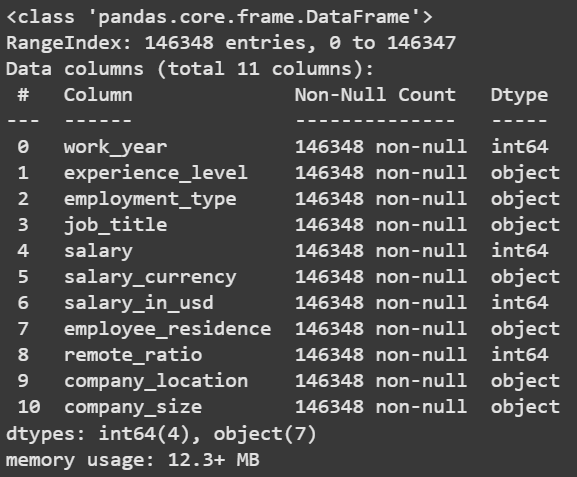 <class 'pandas.core.frame.DataFrame'>
RangeIndex: 146348 entries, 0 to 146347
Data columns (total 11 columns):
 #   Column              Non-Null Count   Dtype
---  ------              --------------   -----
 0   work_year           146348 non-null  int64
 1   experience_level    146348 non-null  object
 2   employment_type     146348 non-null  object
 3   job_title           146348 non-null  object
 4   salary              146348 non-null  int64
 5   salary_currency     146348 non-null  object
 6   salary_in_usd       146348 non-null  int64
 7   employee_residence  146348 non-null  object
 8   remote_ratio        146348 non-null  int64
 9   company_location    146348 non-null  object
 10  company_size        146348 non-null  object
dtypes: int64(4), object(7)
memory usage: 12.3+ MB